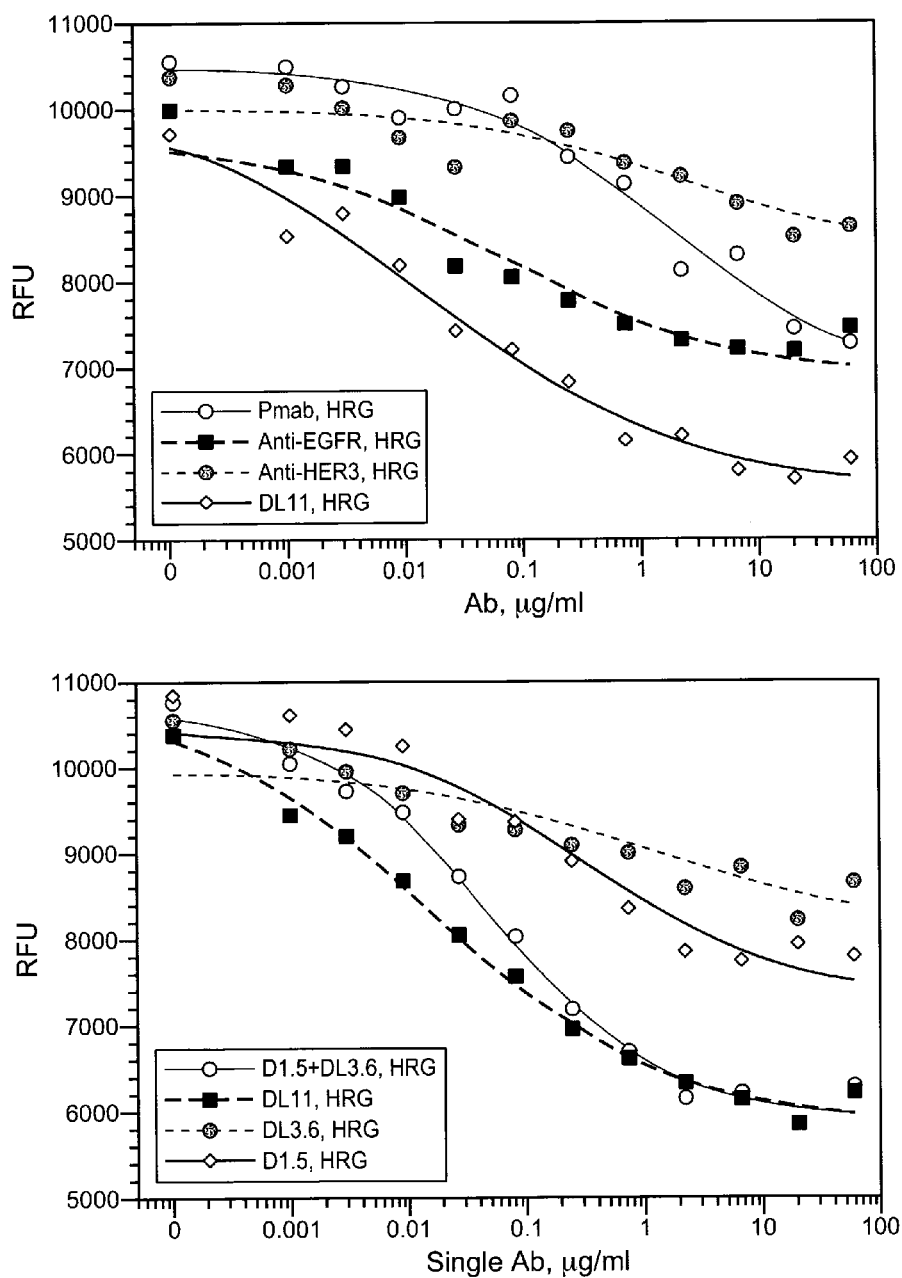 11000
10000
9000
8000
7000
6000
5000
RFU
Pmab, HRG
Anti-EGFR, HRG
Anti-HER3, HRG
DL11, HRG
0 0.001 0.01 0.1 1 10 100
Ab, μg/ml
11000
10000
9000
8000
7000
6000
5000
RFU
D1.5+DL3.6, HRG
DL11, HRG
DL3.6, HRG
D1.5, HRG
0 0.001 0.01 0.1 1 10 100
Single Ab, μg/ml